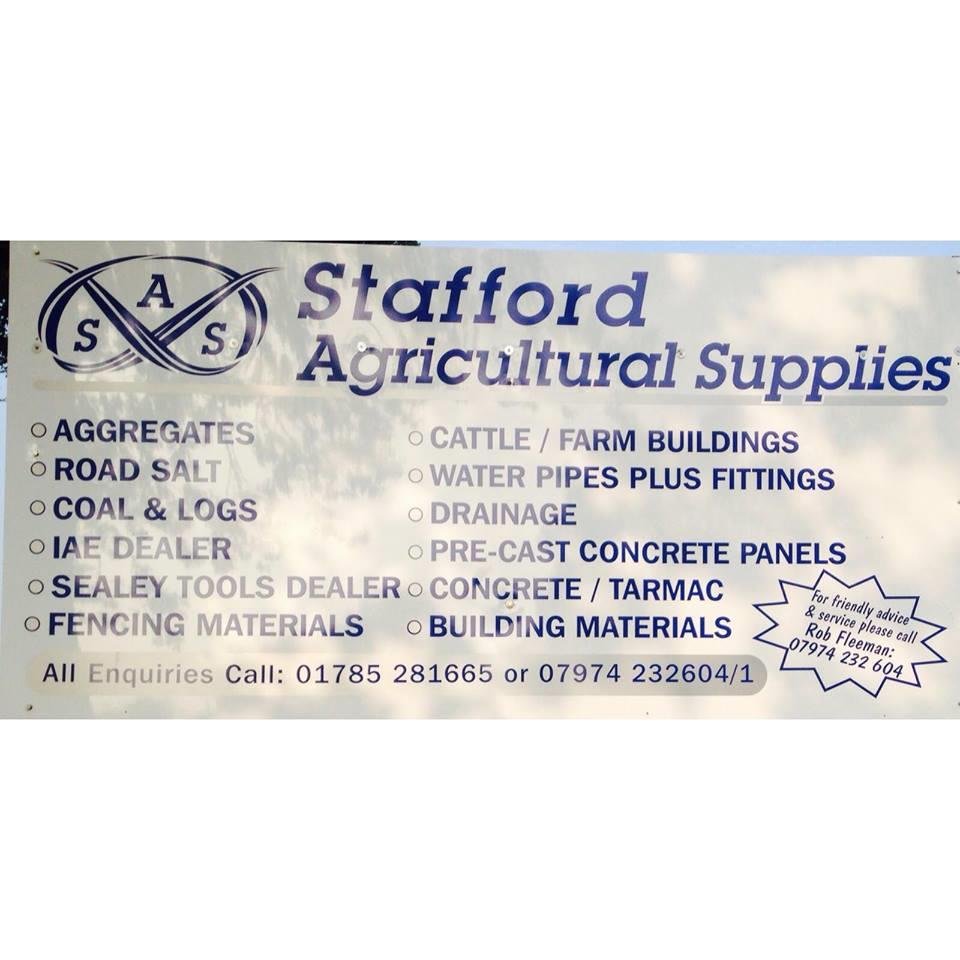 S A S
Stafford
Agricultural Supplies
AGGREGATES
ROAD SALT
COAL & LOGS
IAE DEALER
SEALEY TOOLS DEALER
FENCING MATERIALS
CATTLE / FARM BUILDINGS
WATER PIPES PLUS FITTINGS
DRAINAGE
PRE-CAST CONCRETE PANELS
CONCRETE / TARMAC
BUILDING MATERIALS
For friendly advice
& service please call
Rob Fleeman:
07974 232 604
All Enquiries Call: 01785 281665 or 07974 232604/1